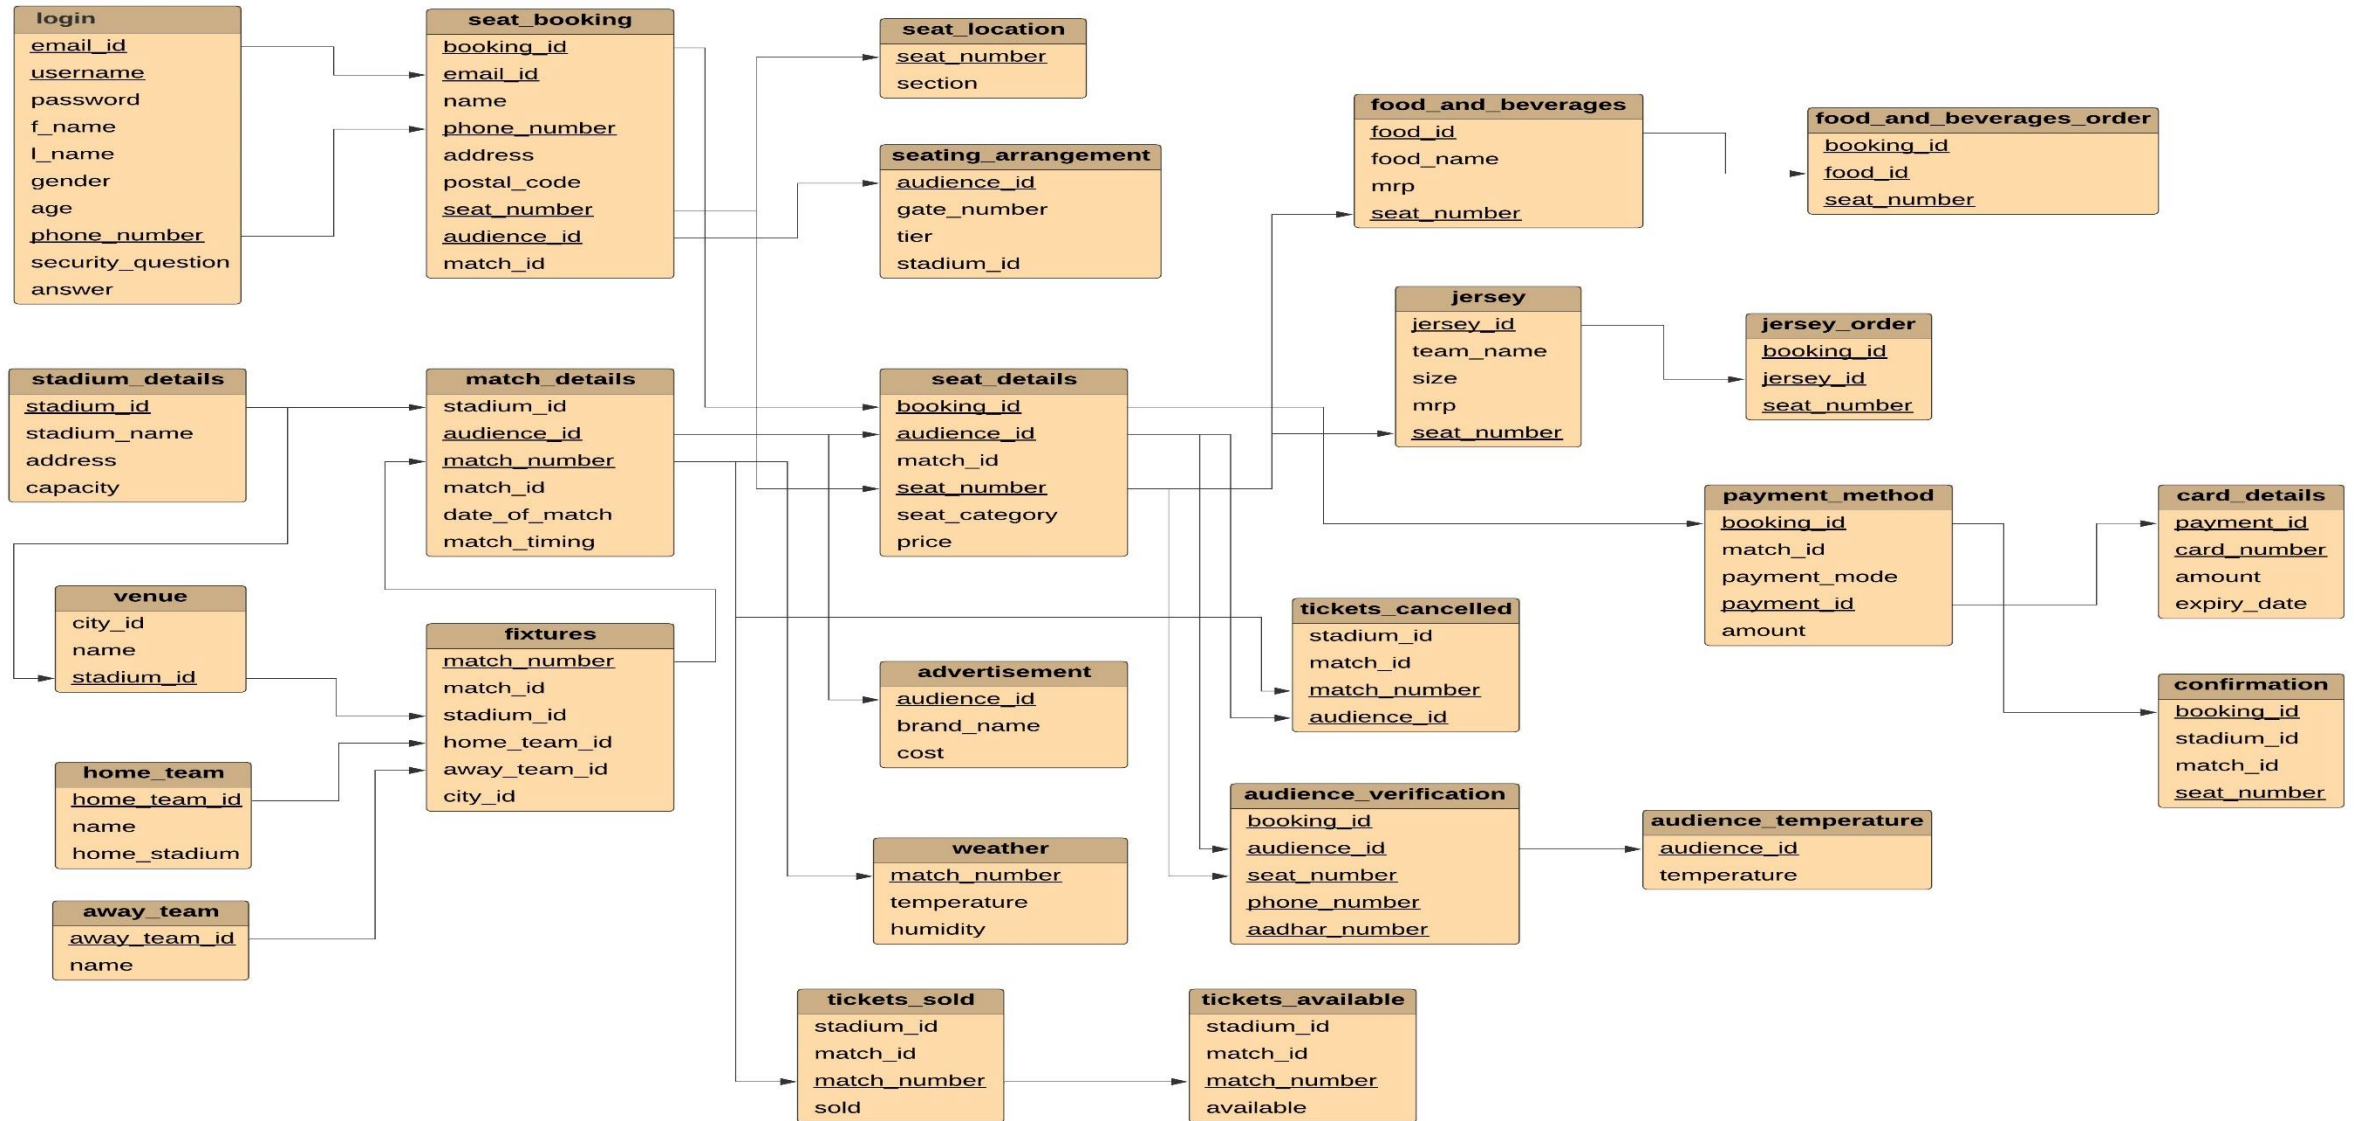 login
email_id
username
password
f_name
l_name
gender
age
phone_number
security_question
answer
seat_booking
booking_id
email_id
name
phone_number
address
postal_code
seat_number
audience_id
match_id
seat_location
seat_number
section
seating_arrangement
audience_id
gate_number
tier
stadium_id
food_and_beverages
food_id
food_name
mrp
seat_number
food_and_beverages_order
booking_id
food_id
seat_number
jersey
jersey_id
team_name
size
mrp
seat_number
jersey_order
booking_id
jersey_id
seat_number
stadium_details
stadium_id
stadium_name
address
capacity
match_details
stadium_id
audience_id
match_number
match_id
date_of_match
match_timing
seat_details
booking_id
audience_id
match_id
seat_number
seat_category
price
payment_method
booking_id
match_id
payment_mode
payment_id
amount
card_details
payment_id
card_number
amount
expiry_date
venue
city_id
name
stadium_id
fixtures
match_number
match_id
stadium_id
home_team_id
away_team_id
city_id
tickets_cancelled
stadium_id
match_id
match_number
audience_id
advertisement
audience_id
brand_name
cost
confirmation
booking_id
stadium_id
match_id
seat_number
home_team
home_team_id
name
home_stadium
audience_verification
booking_id
audience_id
seat_number
phone_number
aadhar_number
audience_temperature
audience_id
temperature
weather
match_number
temperature
humidity
away_team
away_team_id
name
tickets_sold
stadium_id
match_id
match_number
sold
tickets_available
stadium_id
match_id
match_number
available